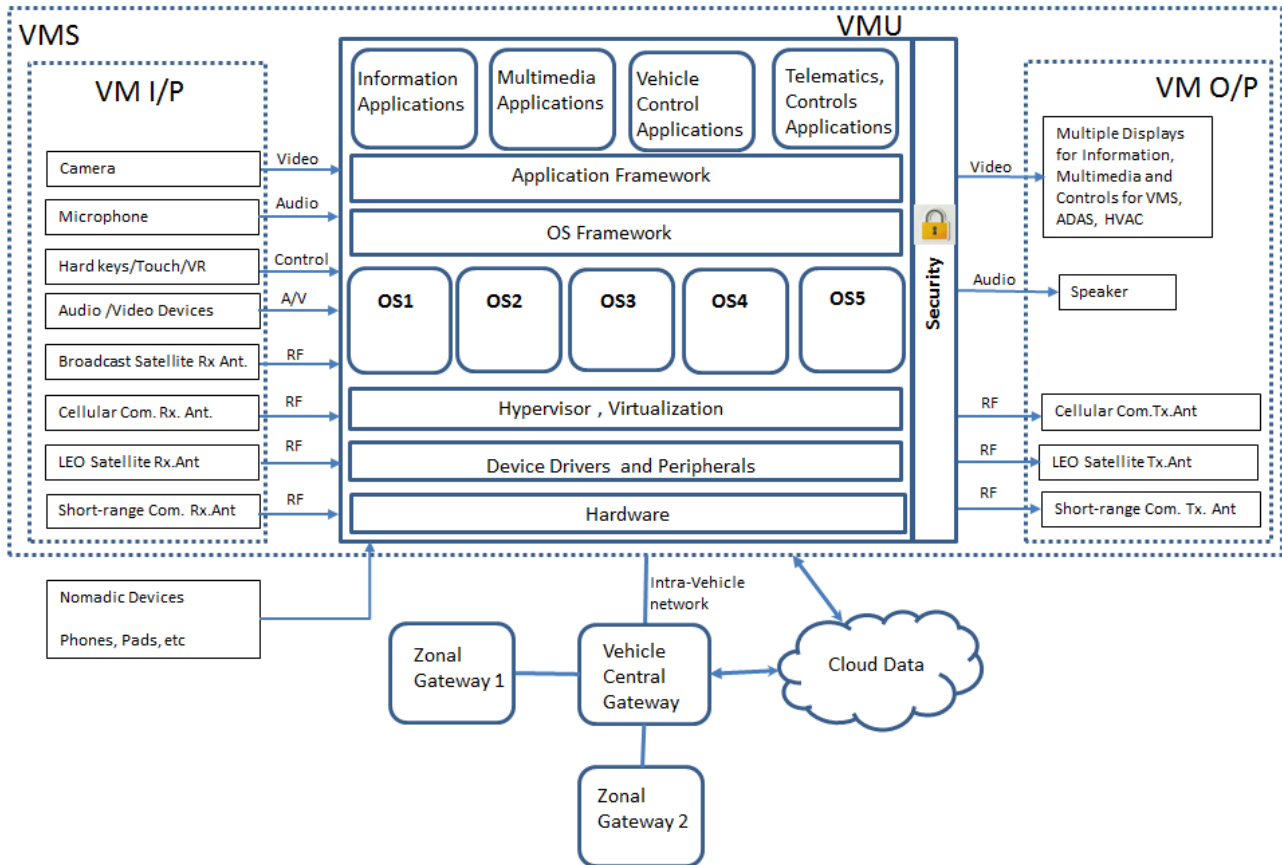 VMS
VMU
VM I/P
Camera
Microphone
Hard keys/Touch/VR
Audio /Video Devices
Broadcast Satellite Rx Ant.
Cellular Com. Rx. Ant.
LEO Satellite Rx.Ant
Short-range Com. Rx.Ant
Video
Audio
Control
A/V
RF
RF
RF
RF
Information
Applications
Multimedia
Applications
Vehicle
Control
Applications
Telematics,
Controls
Applications
Application Framework
OS Framework
OS1
OS2
OS3
OS4
OS5
Hypervisor , Virtualization
Device Drivers and Peripherals
Hardware
Security
Video
Audio
RF
RF
RF
VM O/P
Multiple Displays
for Information,
Multimedia and
Controls for VMS,
ADAS, HVAC
Speaker
Cellular Com.Tx.Ant
LEO Satellite Tx.Ant
Short-range Com. Tx. Ant
Nomadic Devices
Phones, Pads, etc
Intra-Vehicle
network
Zonal
Gateway 1
Vehicle
Central
Gateway
Cloud Data
Zonal
Gateway 2